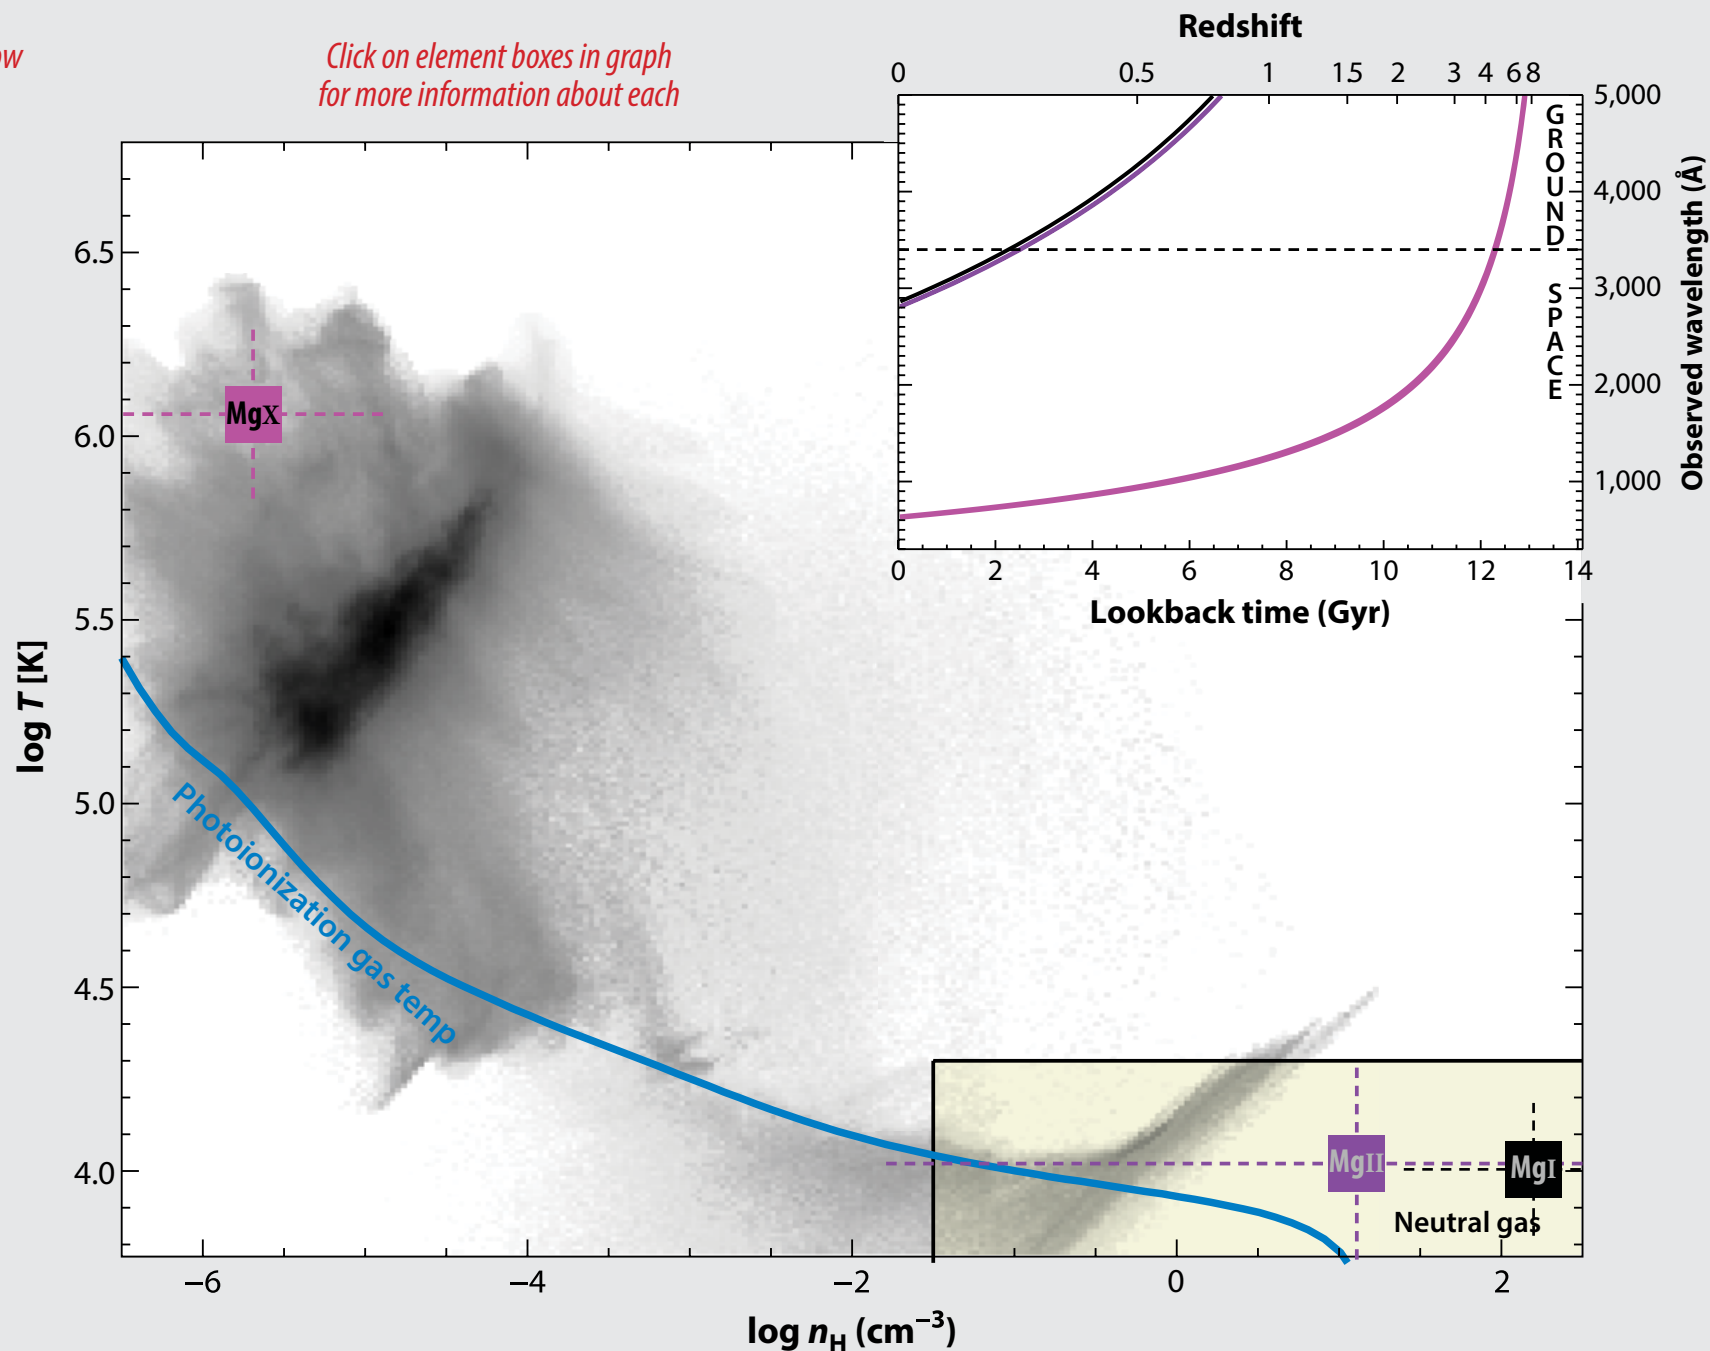 ow
Click on element boxes in graph
for more information about each
Redshift
0 0.5 1 15 2 3 4 6 8
5,000
4,000
3,000
2,000
1,000
Observed wavelength (Å)
GROUND
SPACE
0 2 4 6 8 10 12 14
Lookback time (Gyr)
6.5
6.0
5.5
5.0
4.5
4.0
log T [K]
MgX
Photoionization gas temp
MgII
MgI
Neutral gas
−6 −4 −2 0 2
log nH (cm−3)